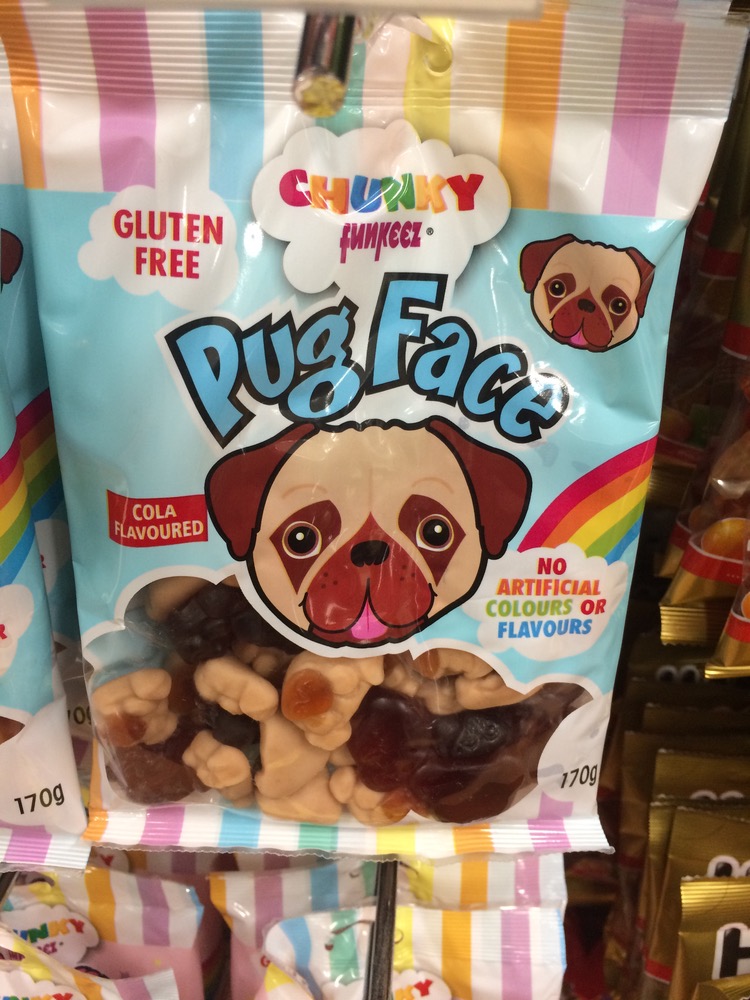 CHUNKY
funkeez®
GLUTEN
FREE
Pug Face
COLA
FLAVOURED
NO
ARTIFICIAL
COLOURS OR
FLAVOURS
170g
170g